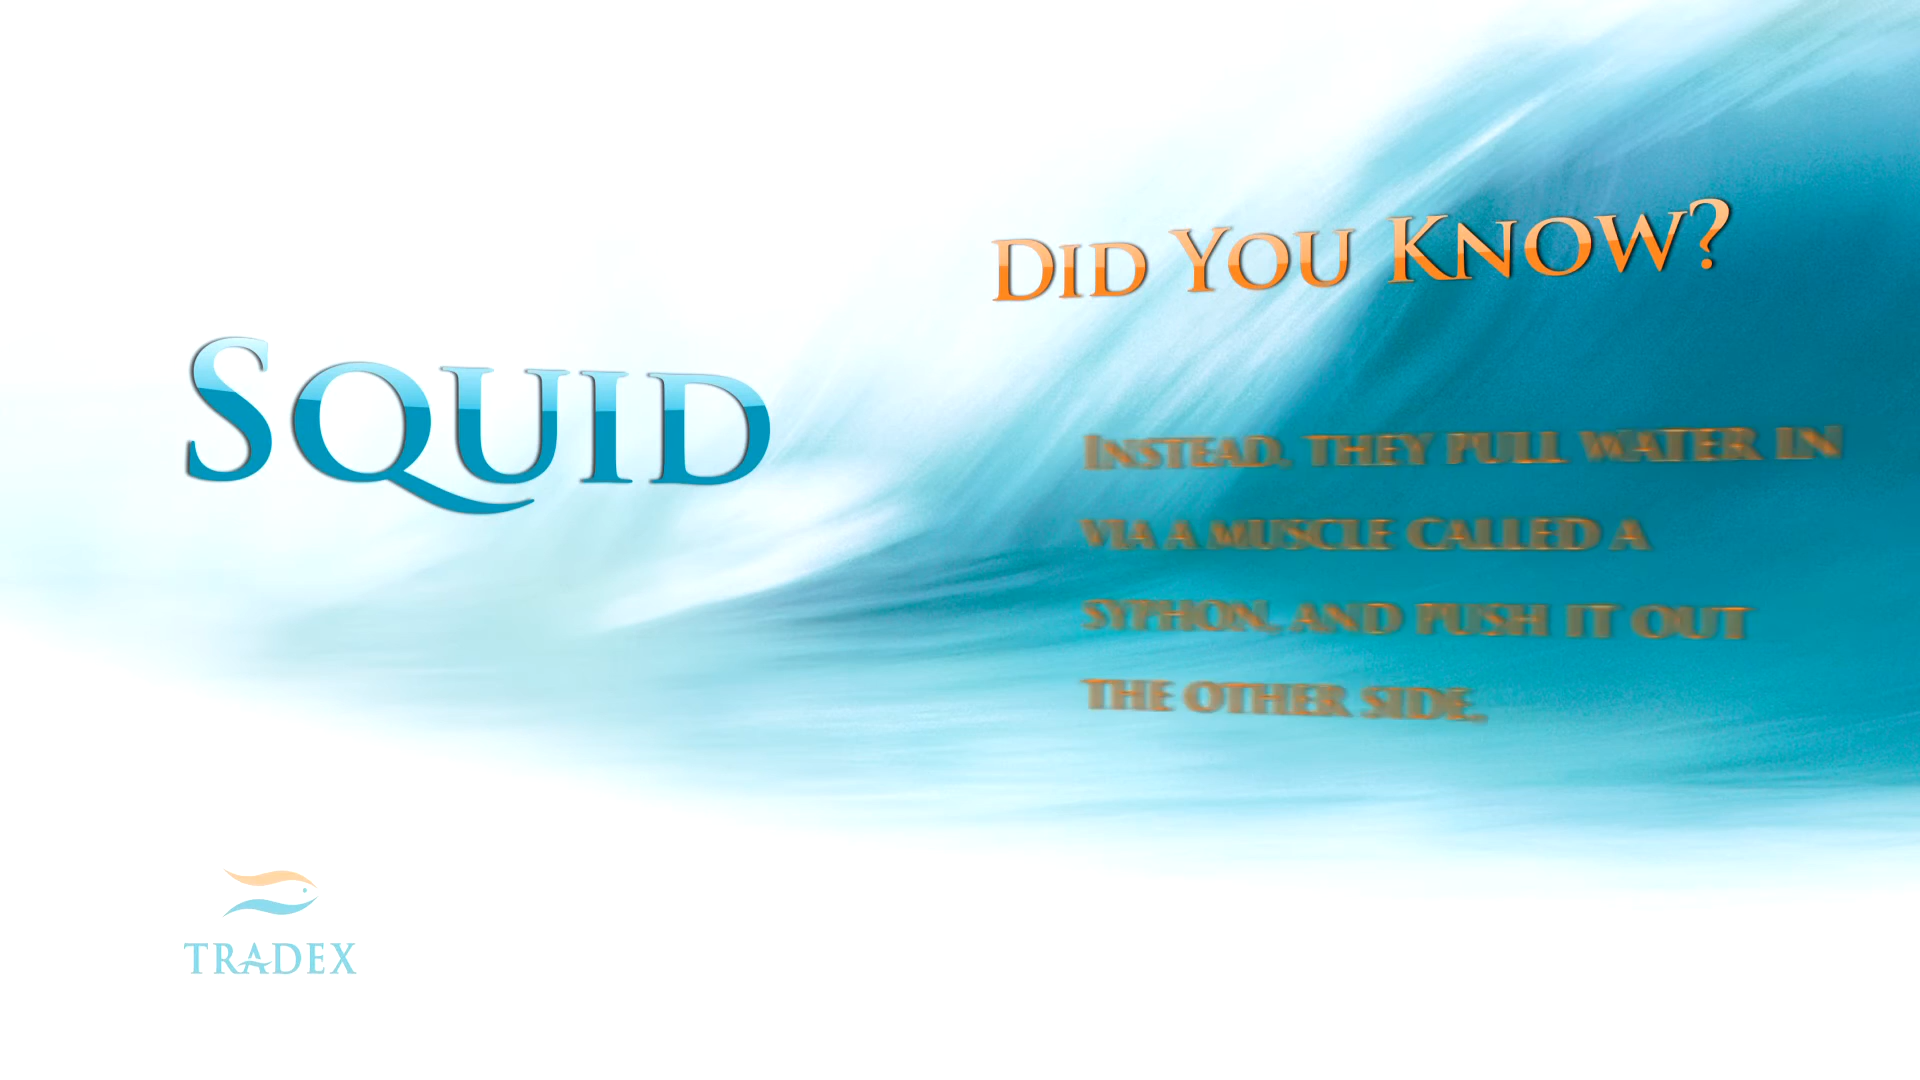 Did You Know?
Squid
Instead, they pull water in
via a muscle called a
syphon, and push it out
the other side.
TRADEX